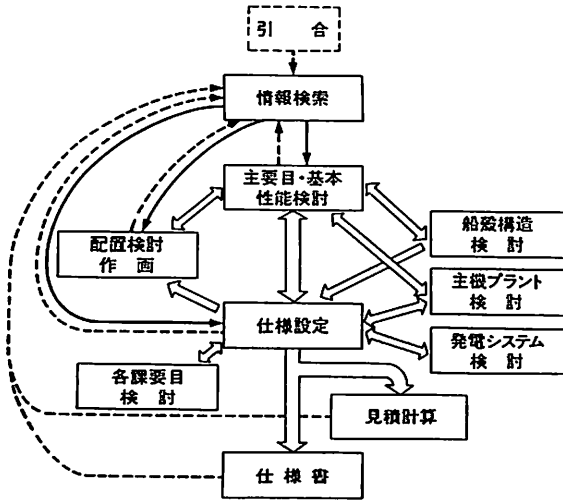 引合
情報検索
主要目・基本
性能検討
船殻構造
検討
配置検討
作画
主機プラント
検討
仕様設定
発電システム
検討
各課要目
検討
見積計算
仕様書